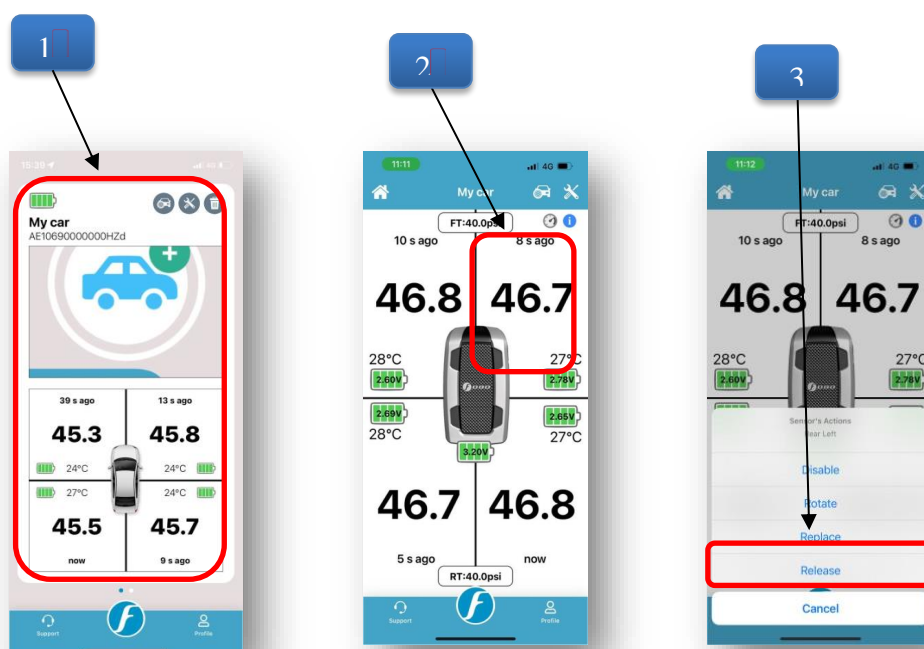 1
2
3
15:39
4G
My car
AE10690000000HZd
39 s ago
13 s ago
45.3
45.8
24°C
24°C
27°C
24°C
45.5
45.7
now
9 s ago
Support
Profile
11:11
4G
My car
FT:40.0psi
10 s ago
8 s ago
46.8
46.7
28°C
27°C
2.60V
2.78V
FOBO
2.69V
2.65V
28°C
27°C
3.20V
46.7
46.8
5 s ago
now
RT:40.0psi
Support
Profile
11:12
4G
My car
FT:40.0psi
10 s ago
8 s ago
46.8
46.7
28°C
27°C
2.60V
2.78V
FOBO
Sensor's Actions
Rear Left
Disable
Rotate
Replace
Release
Cancel